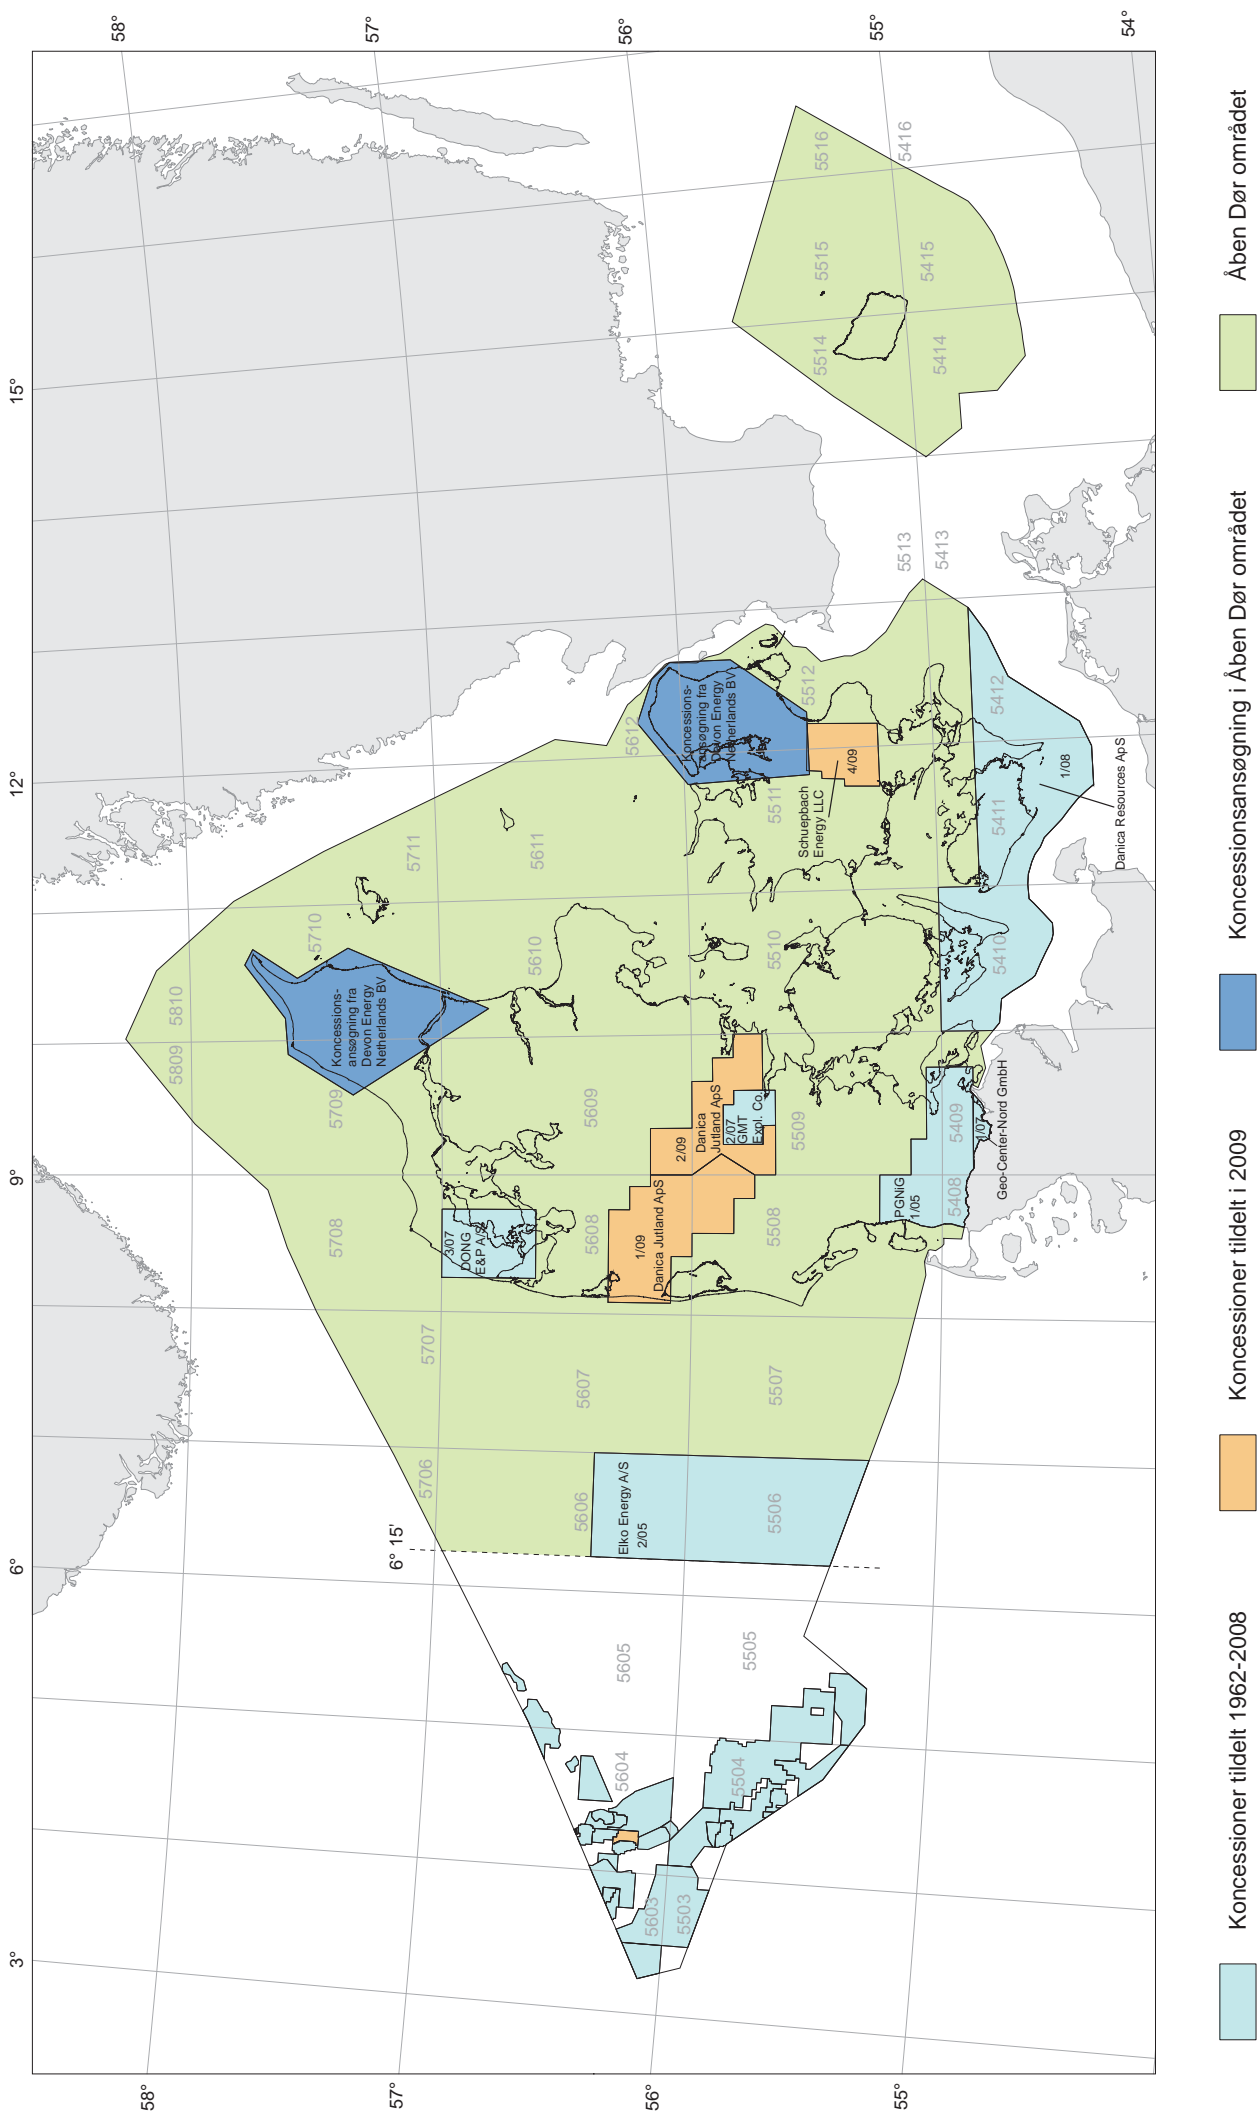 3°
6°
9°
12°
15°
58°
57°
56°
55°
58°
57°
56°
55°
54°
6° 15'
5809
5810
5708
5709
5710
5711
5706
5707
5606
5607
5608
5609
5610
5611
5612
5603
5604
5605
5503
5504
5505
5506
5507
5508
5509
5510
5511
5512
5513
5514
5515
5516
5408
5409
5410
5411
5412
5413
5414
5415
5416
Koncessions-
ansøgning fra
Devon Energy
Netherlands BV
Koncessions-
ansøgning fra
Devon Energy
Netherlands BV
3/07
DONG
E&P A/S
1/09
Danica Jutland ApS
2/09
Danica
Jutland ApS
2/07
GMT
Expl. Co.
Elko Energy A/S
2/05
Schuepbach
Energy LLC
4/09
PGNiG
1/05
1/07
Geo-Center-Nord GmbH
1/08
Danica Resources ApS
Koncessioner tildelt 1962-2008
Koncessioner tildelt i 2009
Koncessionsansøgning i Åben Dør området
Åben Dør området